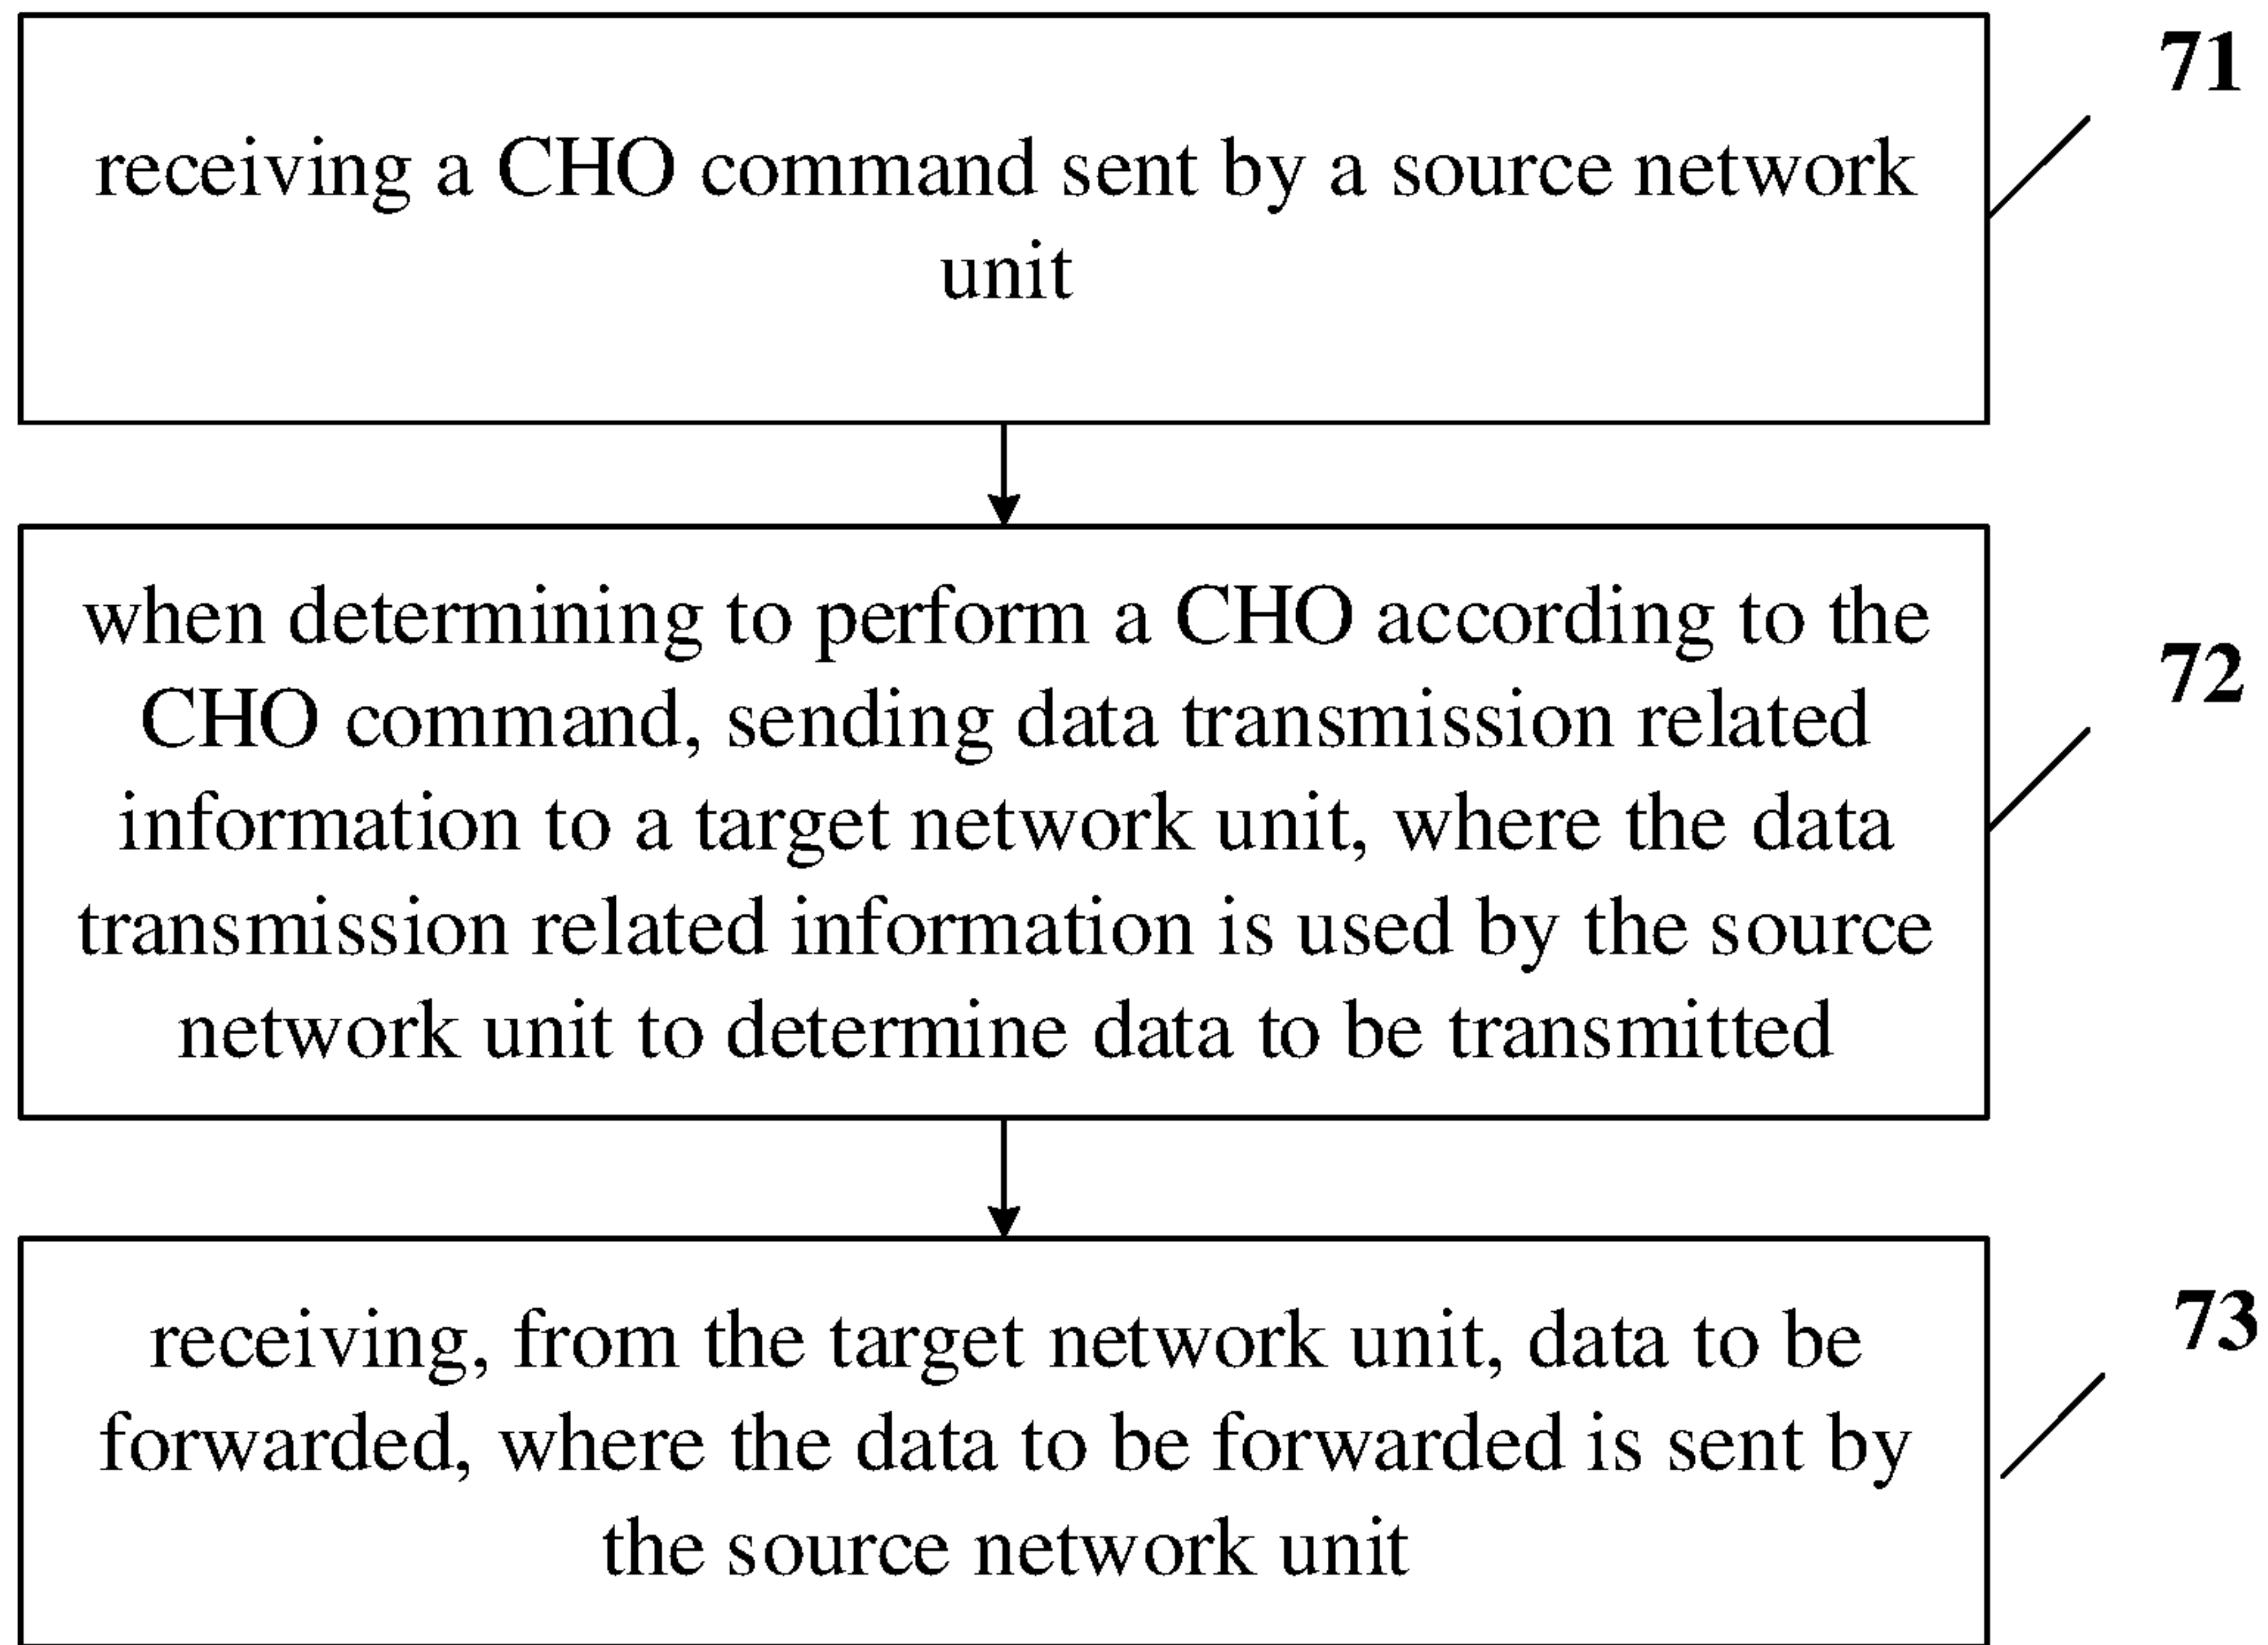 71
receiving a CHO command sent by a source network
unit
when determining to perform a CHO according to the
CHO command, sending data transmission related
information to a target network unit, where the data
transmission related information is used by the source
network unit to determine data to be transmitted
72
receiving, from the target network unit, data to be
forwarded, where the data to be forwarded is sent by
the source network unit
73